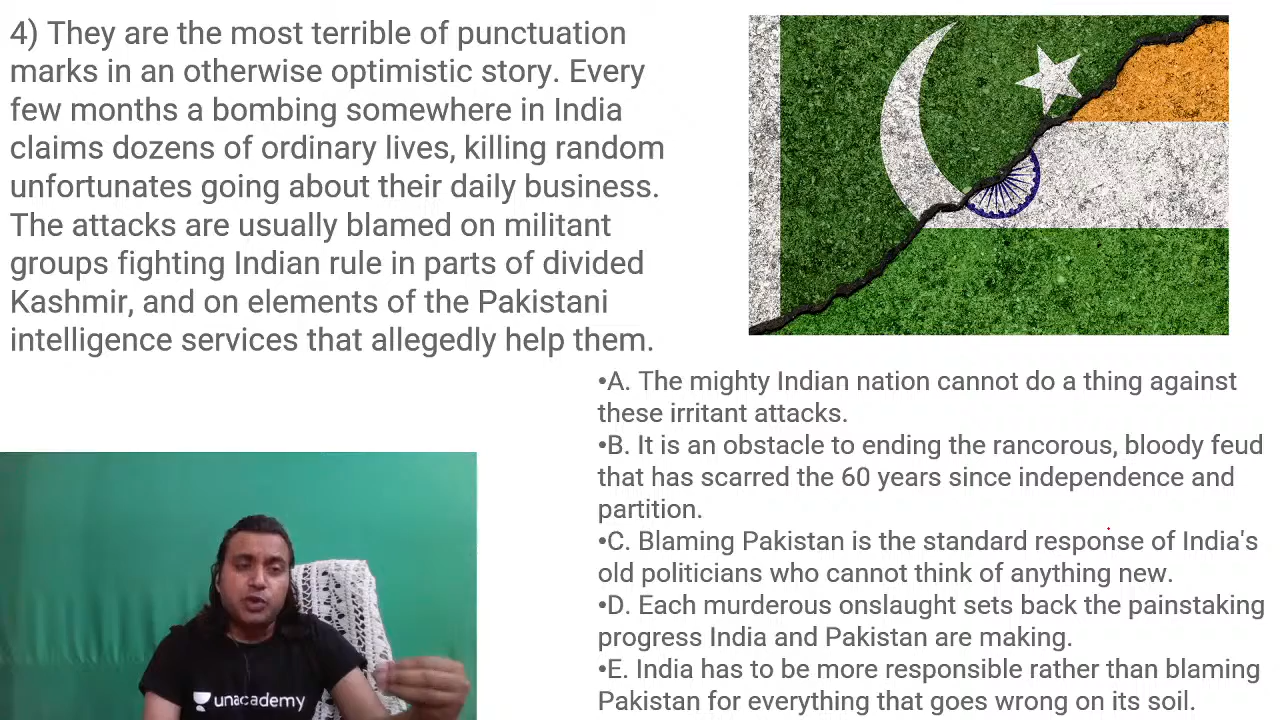 4) They are the most terrible of punctuation
marks in an otherwise optimistic story. Every
few months a bombing somewhere in India
claims dozens of ordinary lives, killing random
unfortunates going about their daily business.
The attacks are usually blamed on militant
groups fighting Indian rule in parts of divided
Kashmir, and on elements of the Pakistani
intelligence services that allegedly help them.
•A. The mighty Indian nation cannot do a thing against
these irritant attacks.
•B. It is an obstacle to ending the rancorous, bloody feud
that has scarred the 60 years since independence and
partition.
•C. Blaming Pakistan is the standard response of India's
old politicians who cannot think of anything new.
•D. Each murderous onslaught sets back the painstaking
progress India and Pakistan are making.
•E. India has to be more responsible rather than blaming
Pakistan for everything that goes wrong on its soil.
unacademy